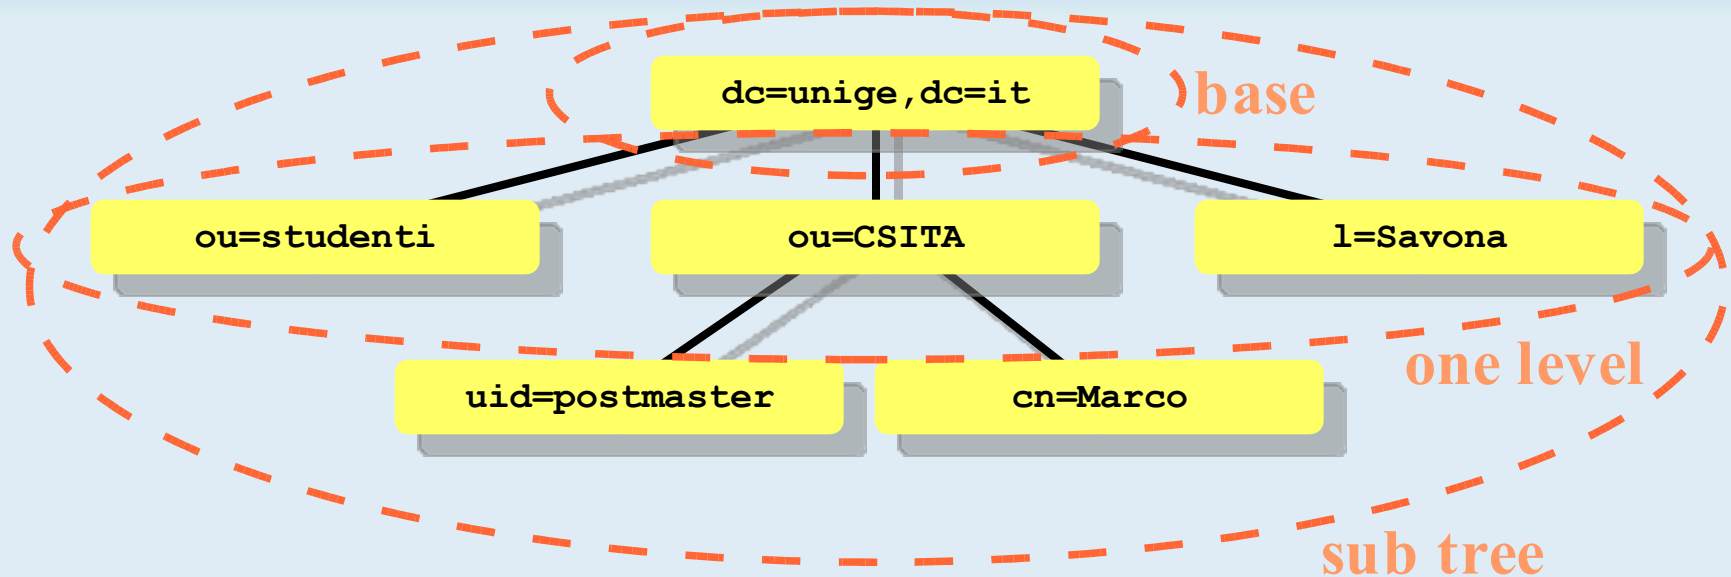 dc=unige,dc=it
base
ou=studenti
ou=CSITA
l=Savona
one level
uid=postmaster
cn=Marco
sub tree